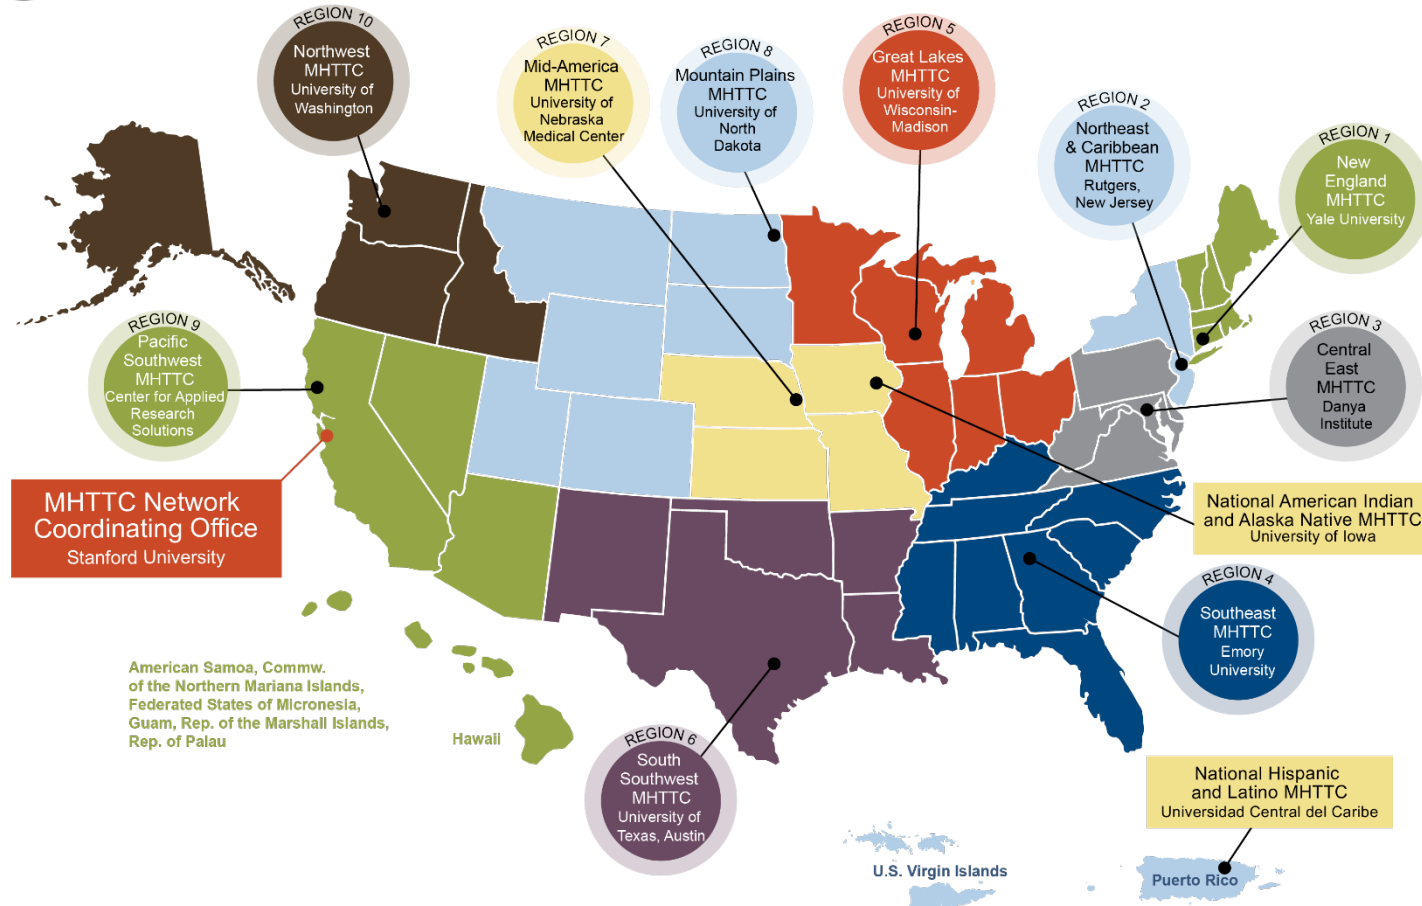 REGION 10
Northwest
MHTTC
University of
Washington
REGION 7
Mid-America
MHTTC
University of
Nebraska
Medical Center
REGION 8
Mountain Plains
MHTTC
University of
North
Dakota
REGION 5
Great Lakes
MHTTC
University of
Wisconsin-
Madison
REGION 2
Northeast
& Caribbean
MHTTC
Rutgers,
New Jersey
REGION 1
New
England
MHTTC
Yale University
REGION 9
Pacific
Southwest
MHTTC
Center for Applied
Research
Solutions
REGION 3
Central
East
MHTTC
Danya
Institute
MHTTC Network
Coordinating Office
Stanford University
National American Indian
and Alaska Native MHTTC
University of Iowa
REGION 4
Southeast
MHTTC
Emory
University
American Samoa, Commw.
of the Northern Mariana Islands,
Federated States of Micronesia,
Guam, Rep. of the Marshall Islands,
Rep. of Palau
Hawaii
REGION 6
South
Southwest
MHTTC
University of
Texas, Austin
National Hispanic
and Latino MHTTC
Universidad Central del Caribe
U.S. Virgin Islands
Puerto Rico